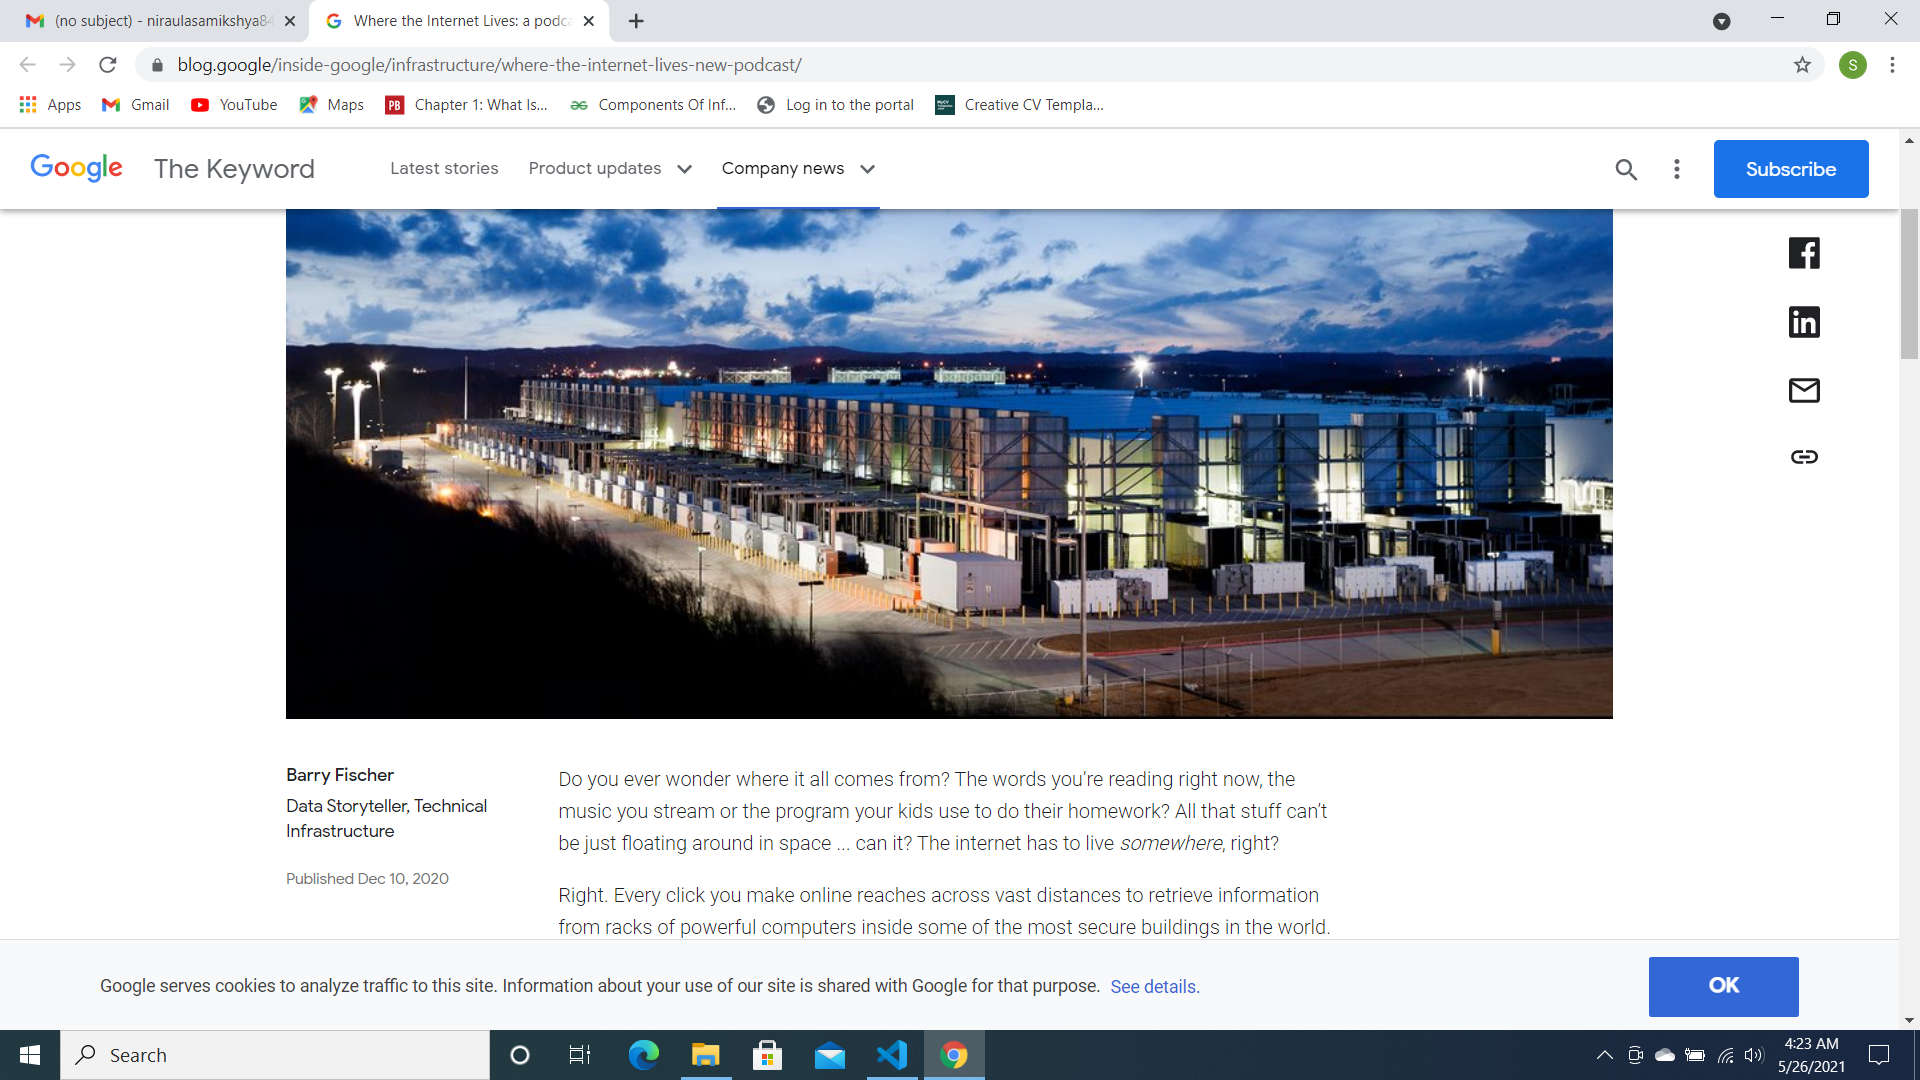 (no subject) - niraulasamikshya84
Where the Internet Lives: a podca
blog.google/inside-google/infrastructure/where-the-internet-lives-new-podcast/
S
Apps
Gmail
YouTube
Maps
PB
Chapter 1: What Is...
Components Of Inf...
Log in to the portal
Creative CV Templa...
Google The Keyword
Latest stories
Product updates
Company news
Subscribe
Barry Fischer
Data Storyteller, Technical
Infrastructure
Published Dec 10, 2020
Do you ever wonder where it all comes from? The words you’re reading right now, the
music you stream or the program your kids use to do their homework? All that stuff can’t
be just floating around in space ... can it? The internet has to live somewhere, right?
Right. Every click you make online reaches across vast distances to retrieve information
from racks of powerful computers inside some of the most secure buildings in the world.
Google serves cookies to analyze traffic to this site. Information about your use of our site is shared with Google for that purpose. See details.
OK
Search
4:23 AM
5/26/2021